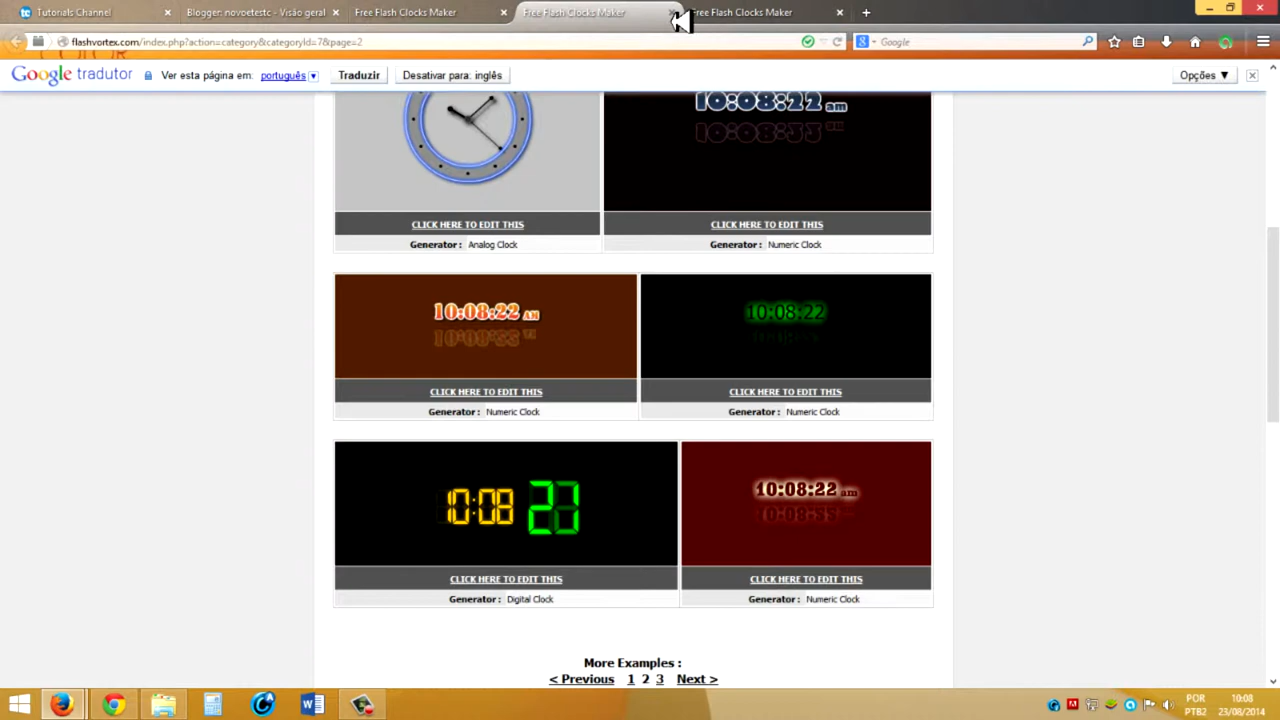 Tutorials Channel
Blogger: novoetestc - Visão geral
Free Flash Clocks Maker
Free Flash Clocks Maker
Free Flash Clocks Maker
flashvortex.com/index.php?action=category&categoryId=7&page=2
Google
Google tradutor
Ver esta página em: português
Traduzir
Desativar para: inglês
Opções ▼
10:08:22 am
CLICK HERE TO EDIT THIS
CLICK HERE TO EDIT THIS
Generator : Analog Clock
Generator : Numeric Clock
10:08:22 AM
10:08:22
CLICK HERE TO EDIT THIS
CLICK HERE TO EDIT THIS
Generator : Numeric Clock
Generator : Numeric Clock
10:08 21
10:08:22 am
CLICK HERE TO EDIT THIS
CLICK HERE TO EDIT THIS
Generator : Digital Clock
Generator : Numeric Clock
More Examples :
< Previous 1 2 3 Next >
POR
PTB2
10:08
23/08/2014